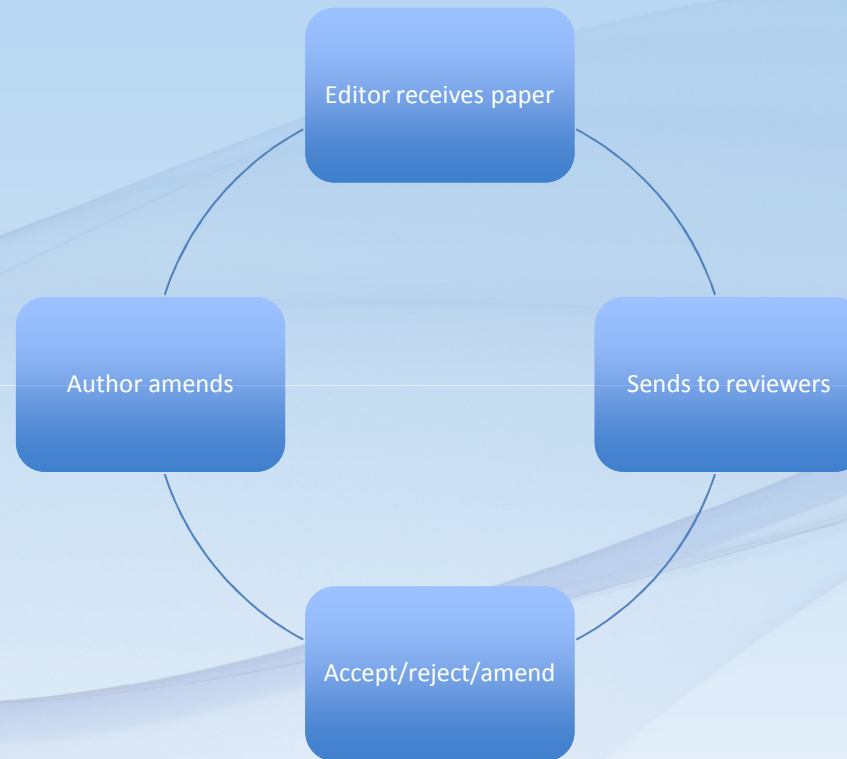 Editor receives paper
Sends to reviewers
Accept/reject/amend
Author amends